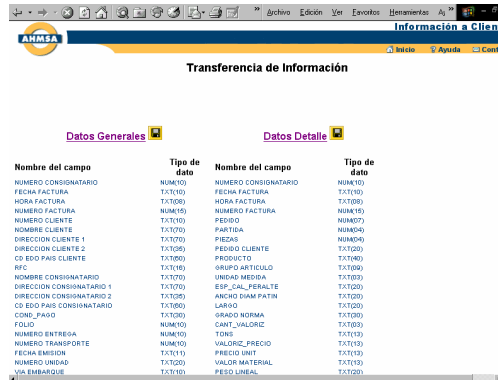 Archivo Edición Ver Favoritos Herramientas
Información a Clien
AHMSA
Inicio Ayuda Cont
Transferencia de Información
Datos Generales Datos Detalle
Nombre del campo Tipo de dato Nombre del campo Tipo de dato
NUMERO CONSIGNATARIO NUM(10) NUMERO CONSIGNATARIO NUM(10)
FECHA FACTURA TXT(10) FECHA FACTURA TXT(10)
HORA FACTURA TXT(08) HORA FACTURA TXT(08)
NUMERO FACTURA NUM(15) NUMERO FACTURA NUM(15)
NUMERO CLIENTE TXT(10) PEDIDO NUM(07)
NOMBRE CLIENTE TXT(70) PARTIDA NUM(04)
DIRECCION CLIENTE 1 TXT(70) PIEZAS NUM(04)
DIRECCION CLIENTE 2 TXT(35) PEDIDO CLIENTE TXT(20)
CD EDO PAIS CLIENTE TXT(60) PRODUCTO TXT(40)
RFC TXT(16) GRUPO ARTICULO TXT(09)
NOMBRE CONSIGNATARIO TXT(70) UNIDAD MEDIDA TXT(03)
DIRECCION CONSIGNATARIO 1 TXT(70) ESP_CAL_PERALTE TXT(20)
DIRECCION CONSIGNATARIO 2 TXT(35) ANCHO DIAM PATIN TXT(20)
CD EDO PAIS CONSIGNATARIO TXT(60) LARGO TXT(20)
COND_PAGO TXT(30) GRADO NORMA TXT(30)
FOLIO NUM(10) CANT_VALORIZ TXT(03)
NUMERO ENTREGA NUM(10) TONS TXT(13)
NUMERO TRANSPORTE NUM(10) VALORIZ_PRECIO TXT(13)
FECHA EMISION TXT(11) PRECIO UNIT TXT(13)
NUMERO UNIDAD TXT(20) VALOR MATERIAL TXT(13)
VIA EMBARQUE TXT(10) PESO LINEAL TXT(13)